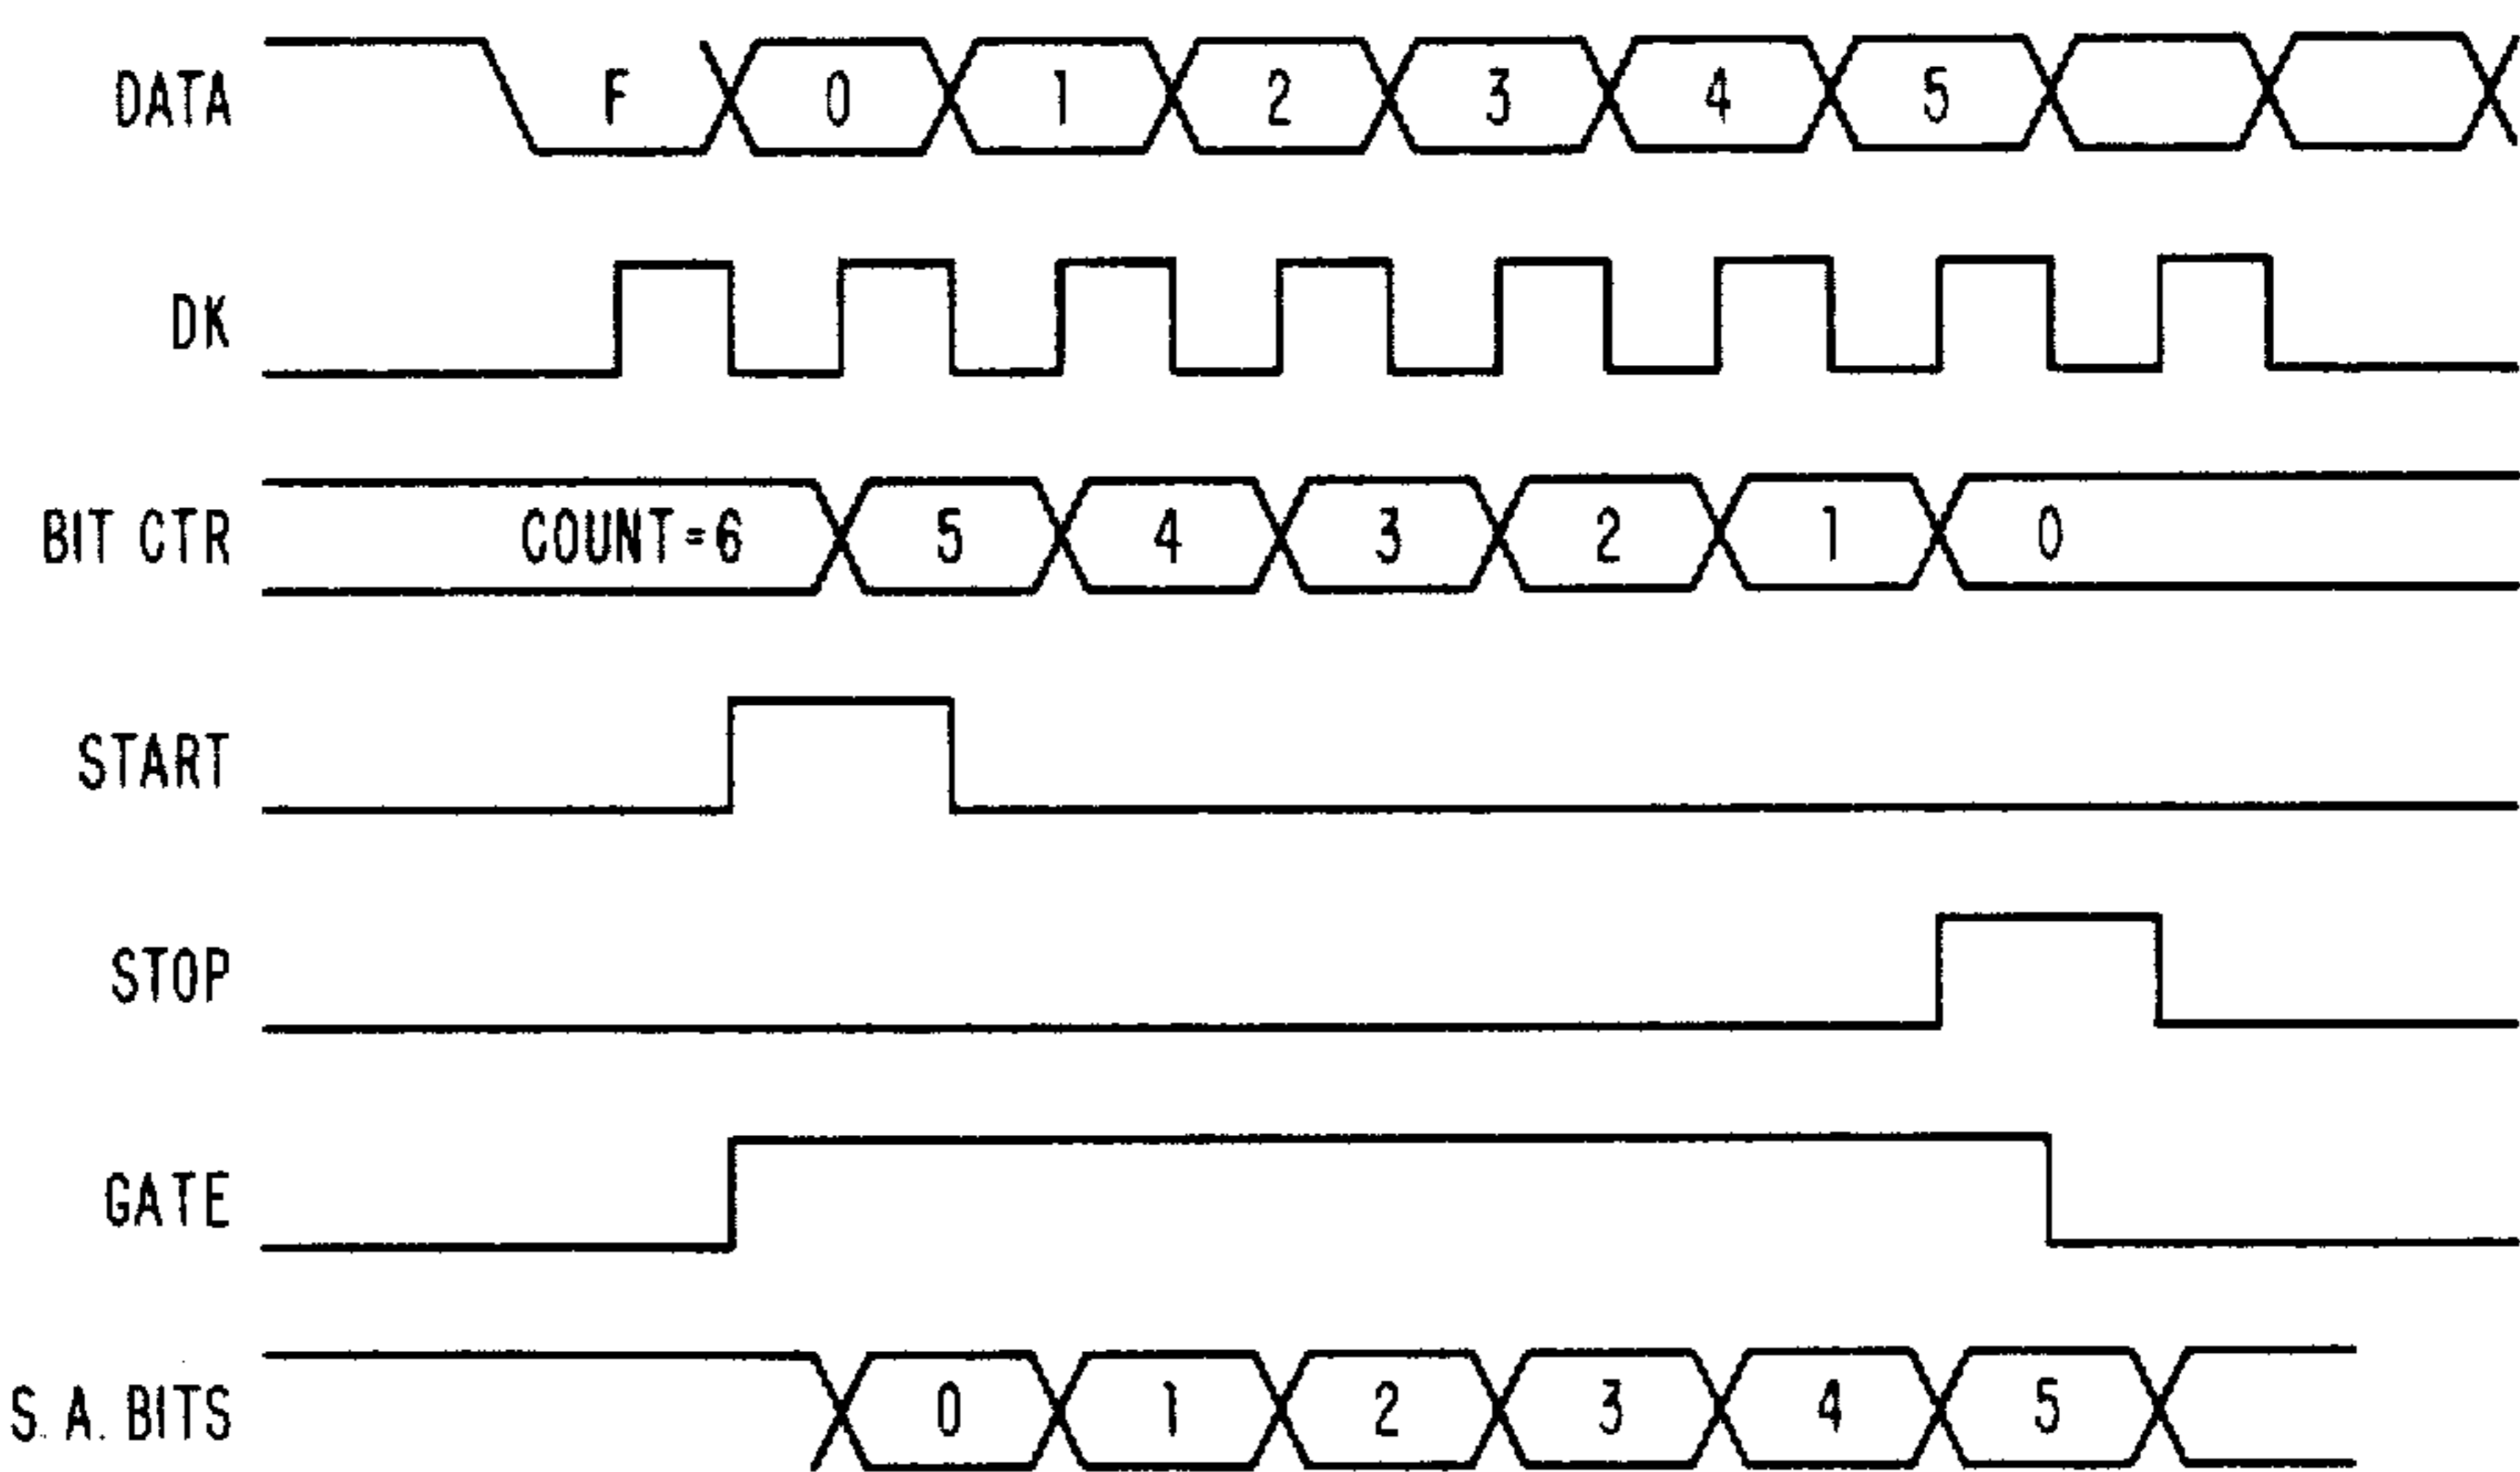 DATA F 0 1 2 3 4 5
DK
BIT CTR COUNT=6 5 4 3 2 1 0
START
STOP
GATE
S. A. BITS 0 1 2 3 4 5